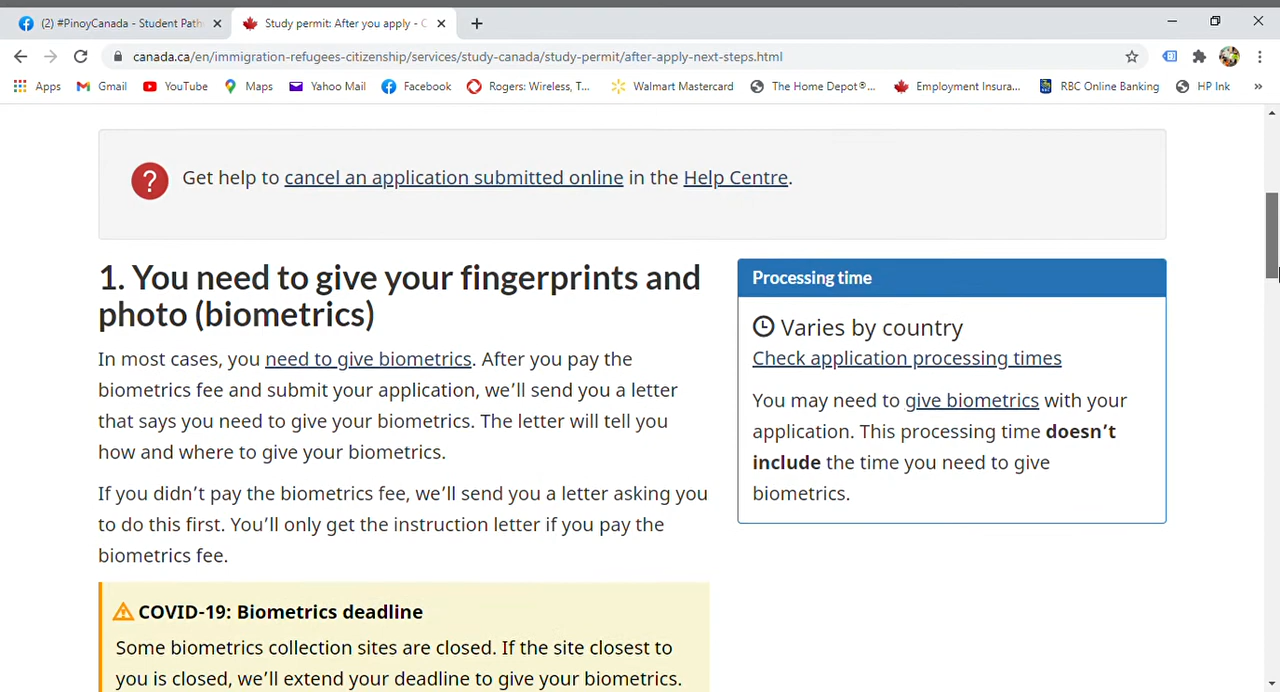 (2) #PinoyCanada - Student Path
Study permit: After you apply - C
canada.ca/en/immigration-refugees-citizenship/services/study-canada/study-permit/after-apply-next-steps.html
Apps Gmail YouTube Maps Yahoo Mail Facebook Rogers: Wireless, T... Walmart Mastercard The Home Depot®... Employment Insura... RBC Online Banking HP Ink »
? Get help to cancel an application submitted online in the Help Centre.
1. You need to give your fingerprints and
photo (biometrics)
In most cases, you need to give biometrics. After you pay the
biometrics fee and submit your application, we’ll send you a letter
that says you need to give your biometrics. The letter will tell you
how and where to give your biometrics.
If you didn’t pay the biometrics fee, we’ll send you a letter asking you
to do this first. You’ll only get the instruction letter if you pay the
biometrics fee.
COVID-19: Biometrics deadline
Some biometrics collection sites are closed. If the site closest to
you is closed, we’ll extend your deadline to give your biometrics.
Processing time
Varies by country
Check application processing times
You may need to give biometrics with your
application. This processing time doesn’t
include the time you need to give
biometrics.